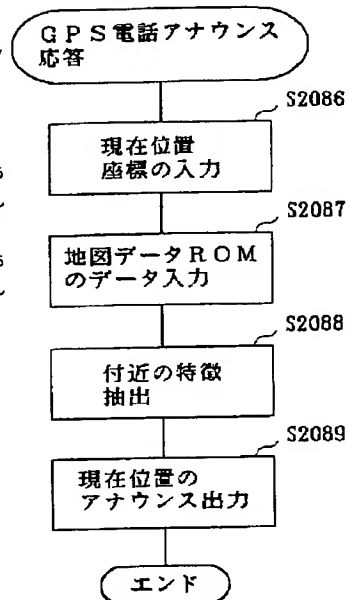 GPS電話アナウンス
応答
S2086
現在位置
座標の入力
S2087
地図データROM
のデータ入力
S2088
付近の特徴
抽出
S2089
現在位置の
アナウンス出力
エンド